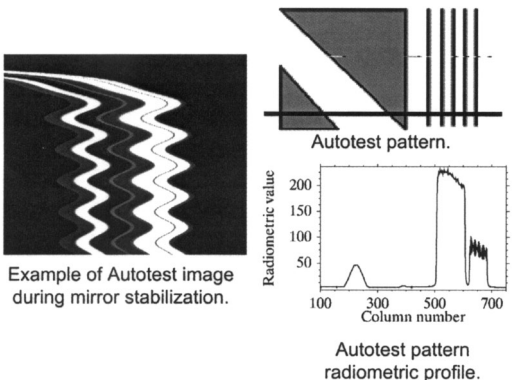 Example of Autotest image
during mirror stabilization.
Autotest pattern.
Radiometric value
200
150
100
50
100
300
500
700
Column number
Autotest pattern
radiometric profile.